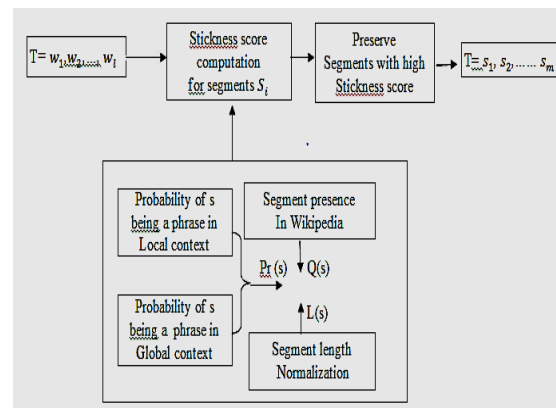 T= w₁,w₂,...., wₗ
Stickness score
computation
for segments Sᵢ
Preserve
Segments with high
Stickness score
T= s₁, s₂, ...... sₘ
Probability of s
being a phrase in
Local context
Segment presence
In Wikipedia
Pr (s)
Q(s)
L(s)
Probability of s
being a phrase in
Global context
Segment length
Normalization